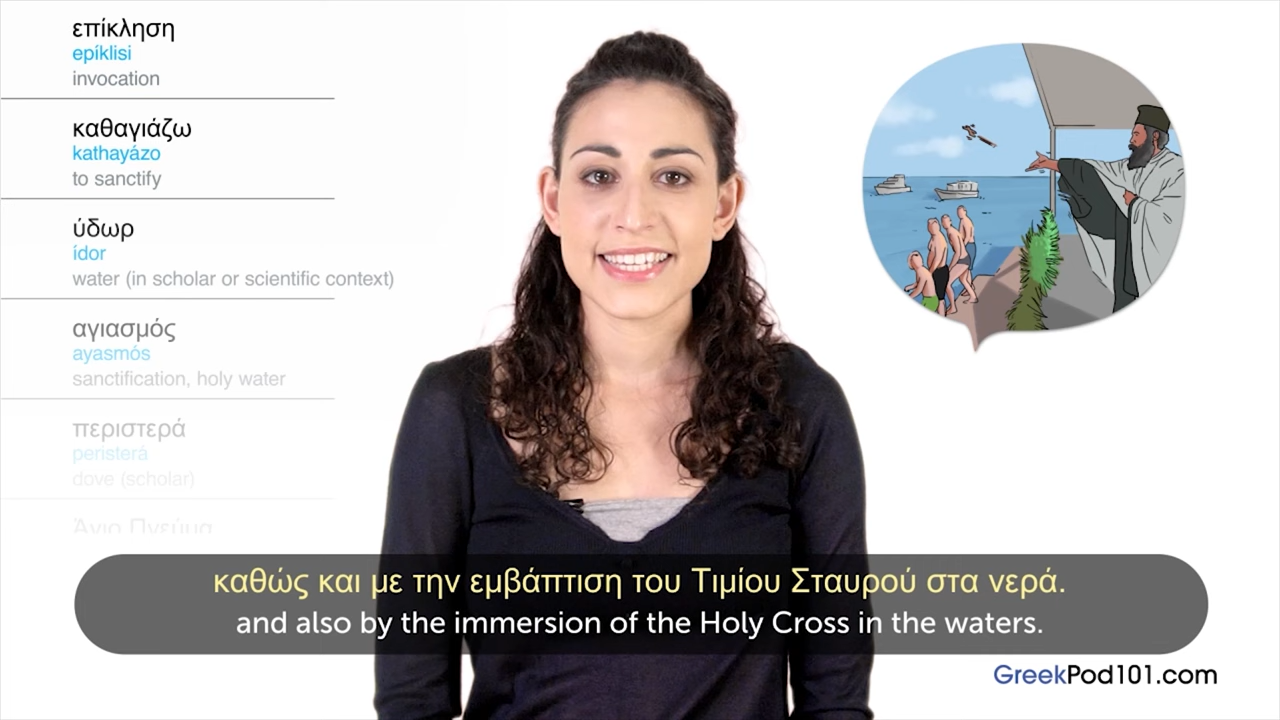 επίκληση
epíklisi
invocation
καθαγιάζω
kathayázo
to sanctify
ύδωρ
ídor
water (in scholar or scientific context)
αγιασμός
ayasmós
sanctification, holy water
περιστερά
peristerá
dove (scholar)
Άγιο Πνεύμα
καθώς και με την εμβάπτιση του Τιμίου Σταυρού στα νερά.
and also by the immersion of the Holy Cross in the waters.
GreekPod101.com